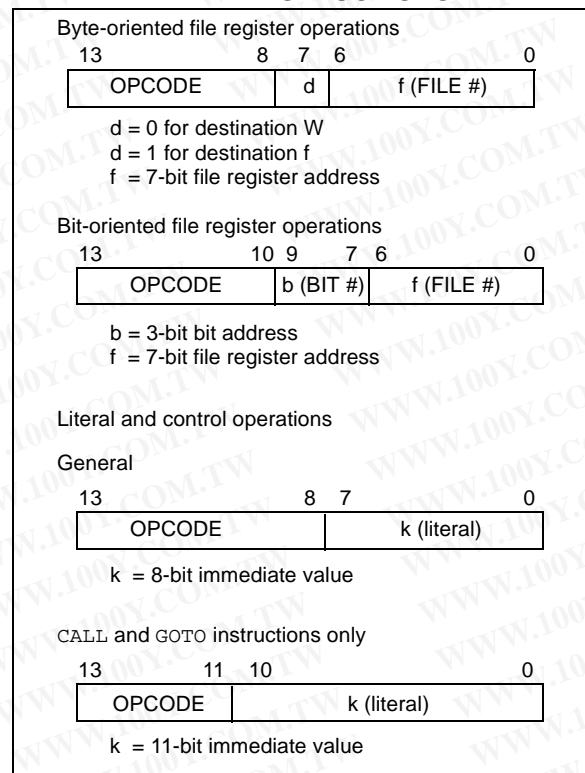 Byte-oriented file register operations
13 8 7 6 0
OPCODE d f (FILE #)
d = 0 for destination W
d = 1 for destination f
f = 7-bit file register address
Bit-oriented file register operations
13 10 9 7 6 0
OPCODE b (BIT #) f (FILE #)
b = 3-bit bit address
f = 7-bit file register address
Literal and control operations
General
13 8 7 0
OPCODE k (literal)
k = 8-bit immediate value
CALL and GOTO instructions only
13 11 10 0
OPCODE k (literal)
k = 11-bit immediate value
WWW.100Y.COM.TW